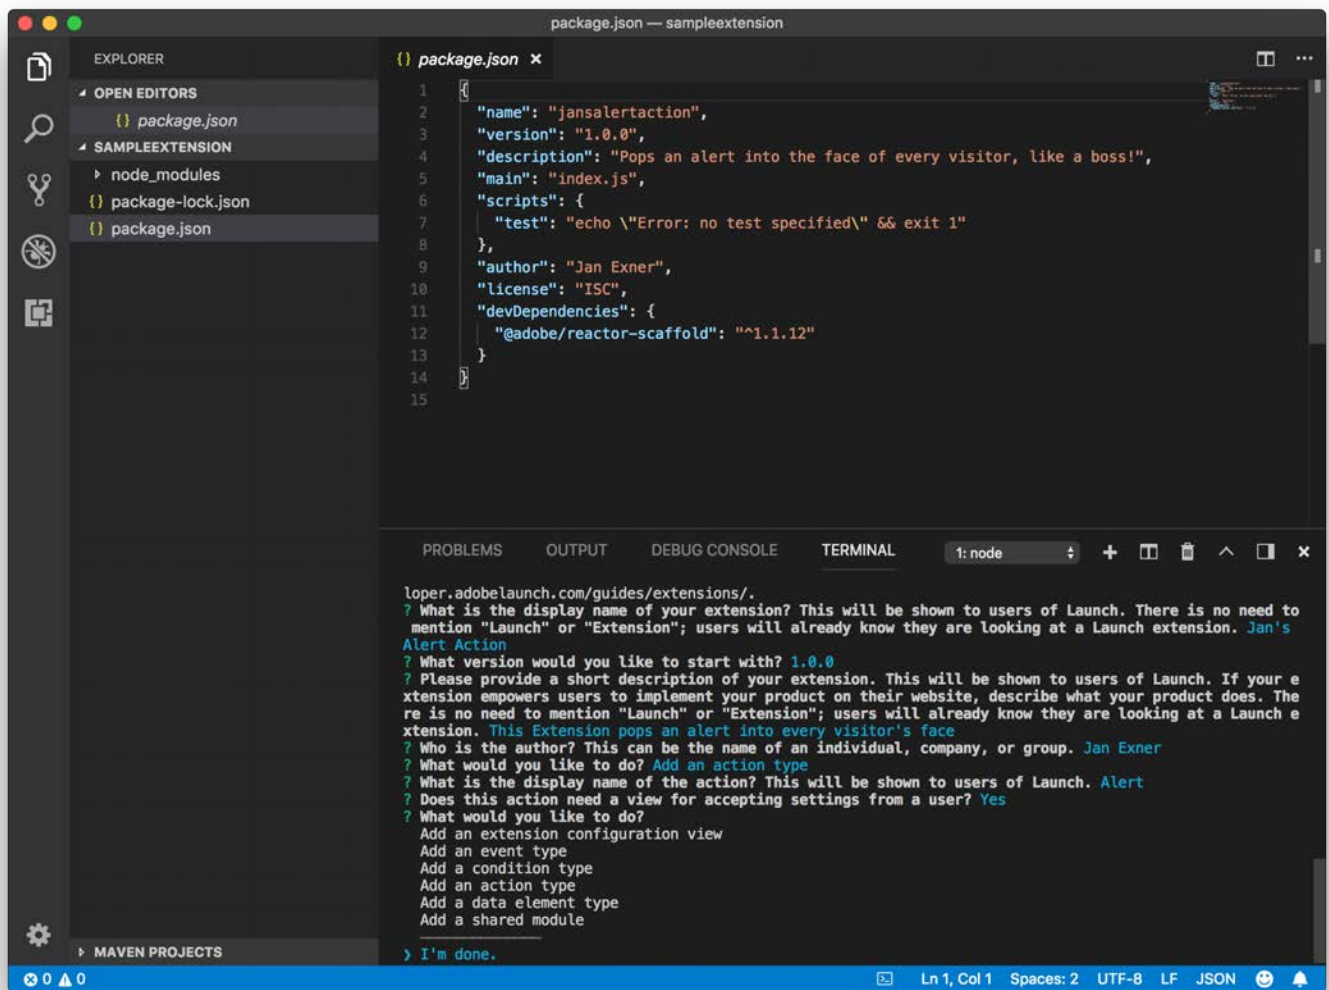 package.json — sampleextension
EXPLORER
OPEN EDITORS
{} package.json
SAMPLEEXTENSION
node_modules
{} package-lock.json
{} package.json
MAVEN PROJECTS
{} package.json ×
1 {
2 "name": "jansalertaction",
3 "version": "1.0.0",
4 "description": "Pops an alert into the face of every visitor, like a boss!",
5 "main": "index.js",
6 "scripts": {
7 "test": "echo \"Error: no test specified\" && exit 1"
8 },
9 "author": "Jan Exner",
10 "license": "ISC",
11 "devDependencies": {
12 "@adobe/reactor-scaffold": "^1.1.12"
13 }
14 }
15
PROBLEMS OUTPUT DEBUG CONSOLE TERMINAL 1: node
loper.adobelaunch.com/guides/extensions/.
? What is the display name of your extension? This will be shown to users of Launch. There is no need to
mention "Launch" or "Extension"; users will already know they are looking at a Launch extension. Jan's
Alert Action
? What version would you like to start with? 1.0.0
? Please provide a short description of your extension. This will be shown to users of Launch. If your e
xtension empowers users to implement your product on their website, describe what your product does. The
re is no need to mention "Launch" or "Extension"; users will already know they are looking at a Launch e
xtension. This Extension pops an alert into every visitor's face
? Who is the author? This can be the name of an individual, company, or group. Jan Exner
? What would you like to do? Add an action type
? What is the display name of the action? This will be shown to users of Launch. Alert
? Does this action need a view for accepting settings from a user? Yes
? What would you like to do?
Add an extension configuration view
Add an event type
Add a condition type
Add an action type
Add a data element type
Add a shared module
──────────────
❯ I'm done.
0 0 Ln 1, Col 1 Spaces: 2 UTF-8 LF JSON